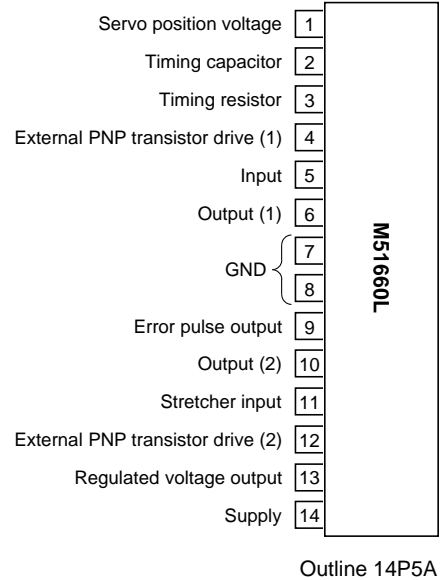 Servo position voltage 1
Timing capacitor 2
Timing resistor 3
External PNP transistor drive (1) 4
Input 5
Output (1) 6
GND 7
8
Error pulse output 9
Output (2) 10
Stretcher input 11
External PNP transistor drive (2) 12
Regulated voltage output 13
Supply 14
M51660L
Outline 14P5A